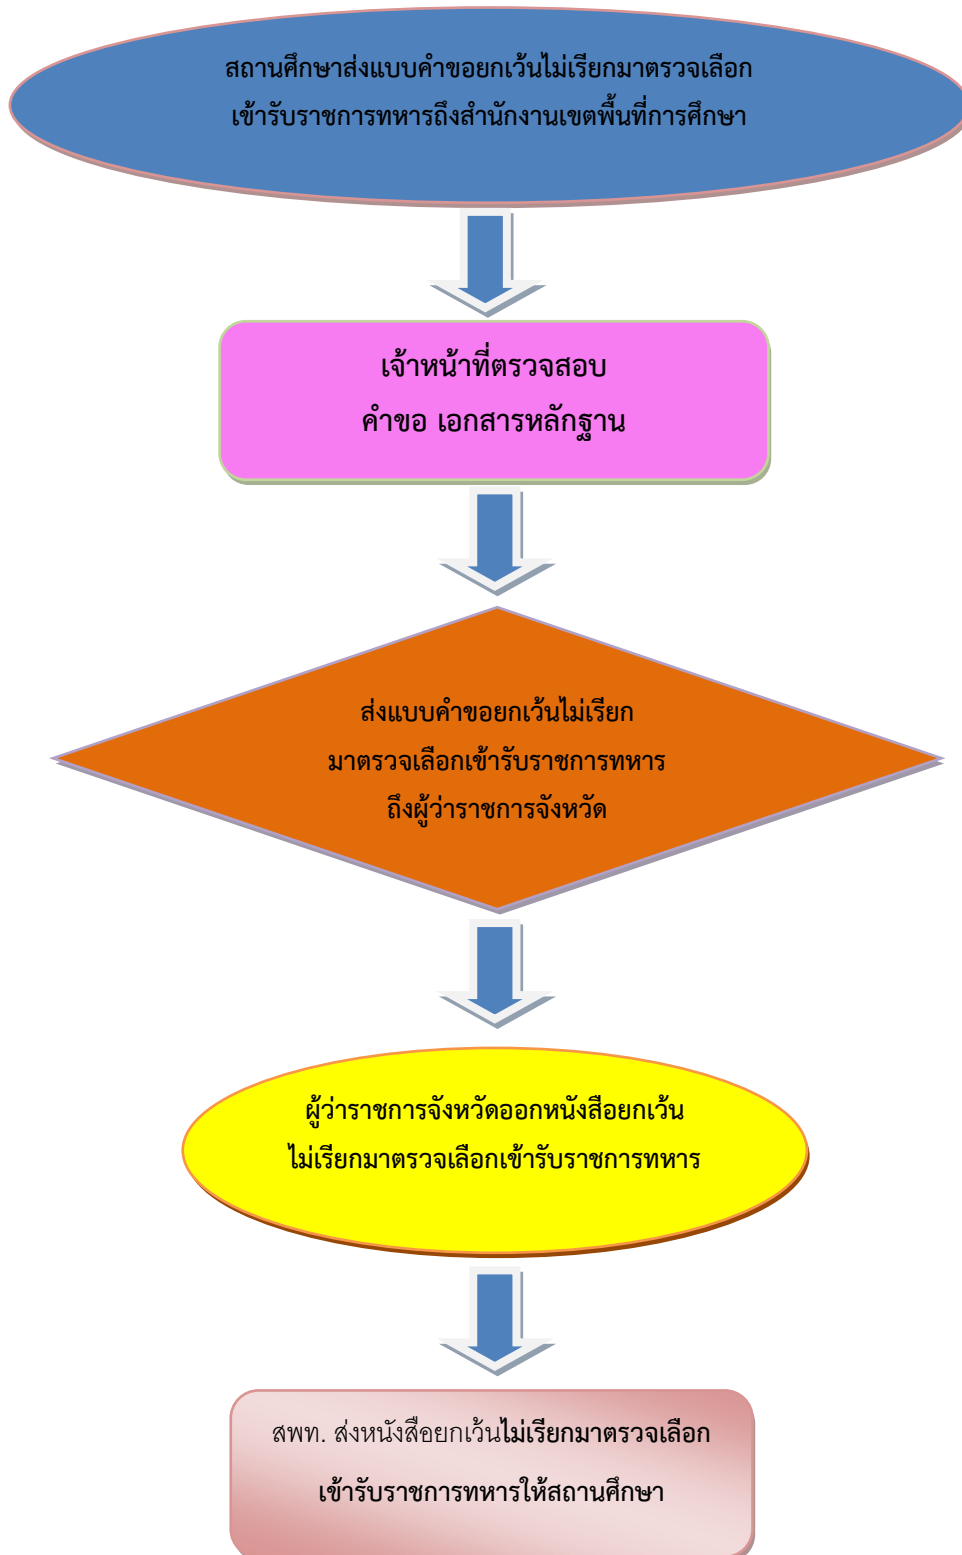 สถานศึกษาส่งแบบคำขอยกเว้นไม่เรียกมาตรวจเลือก
เข้ารับราชการทหารถึงสำนักงานเขตพื้นที่การศึกษา
เจ้าหน้าที่ตรวจสอบ
คำขอ เอกสารหลักฐาน
ส่งแบบคำขอยกเว้นไม่เรียก
มาตรวจเลือกเข้ารับราชการทหาร
ถึงผู้ว่าราชการจังหวัด
ผู้ว่าราชการจังหวัดออกหนังสือยกเว้น
ไม่เรียกมาตรวจเลือกเข้ารับราชการทหาร
สพท. ส่งหนังสือยกเว้นไม่เรียกมาตรวจเลือก
เข้ารับราชการทหารให้สถานศึกษา